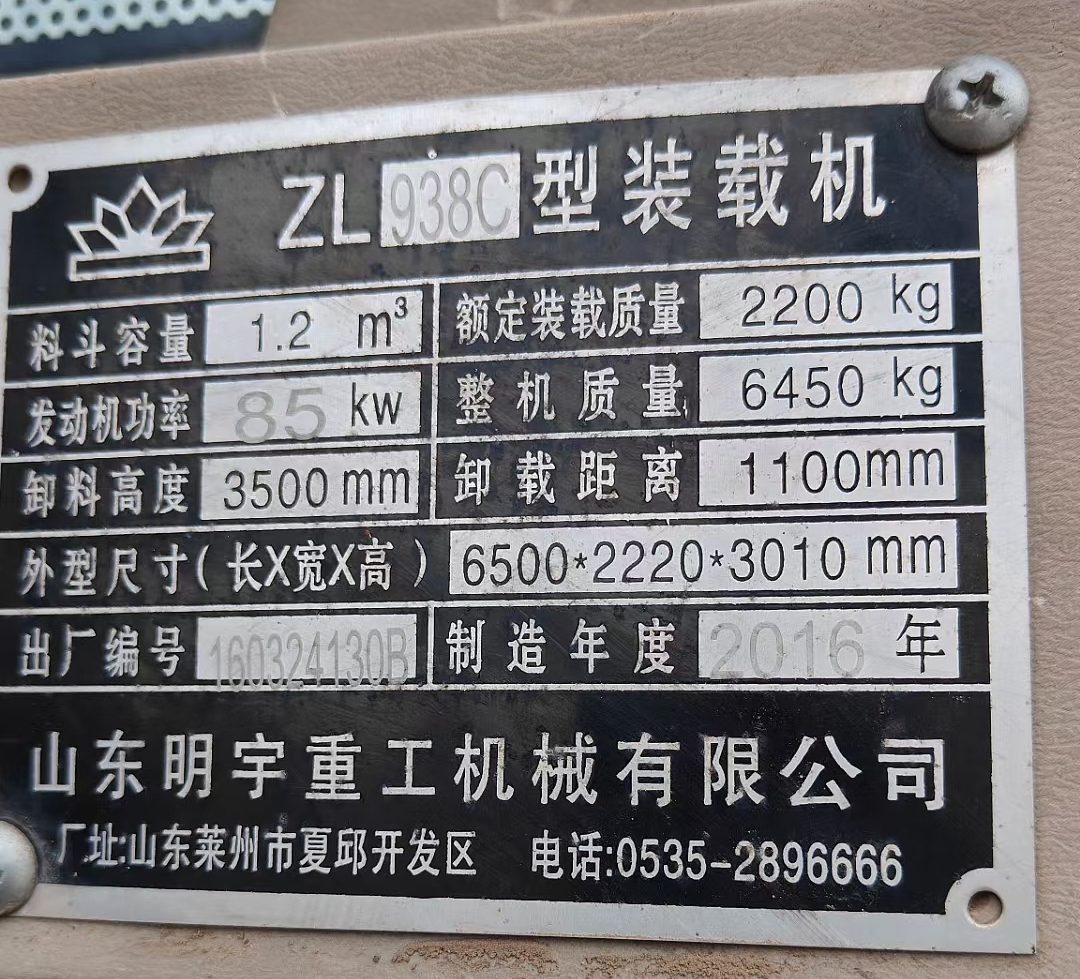 ZL 938C 型装载机
料斗容量 1.2 m³ 额定装载质量 2200 kg
发动机功率 85 kw 整机质量 6450 kg
卸料高度 3500 mm 卸载距离 1100mm
外型尺寸(长X宽X高) 6500*2220*3010 mm
出厂编号 160324130B 制造年度 2016 年
山东明宇重工机械有限公司
厂址:山东莱州市夏邱开发区 电话:0535-2896666